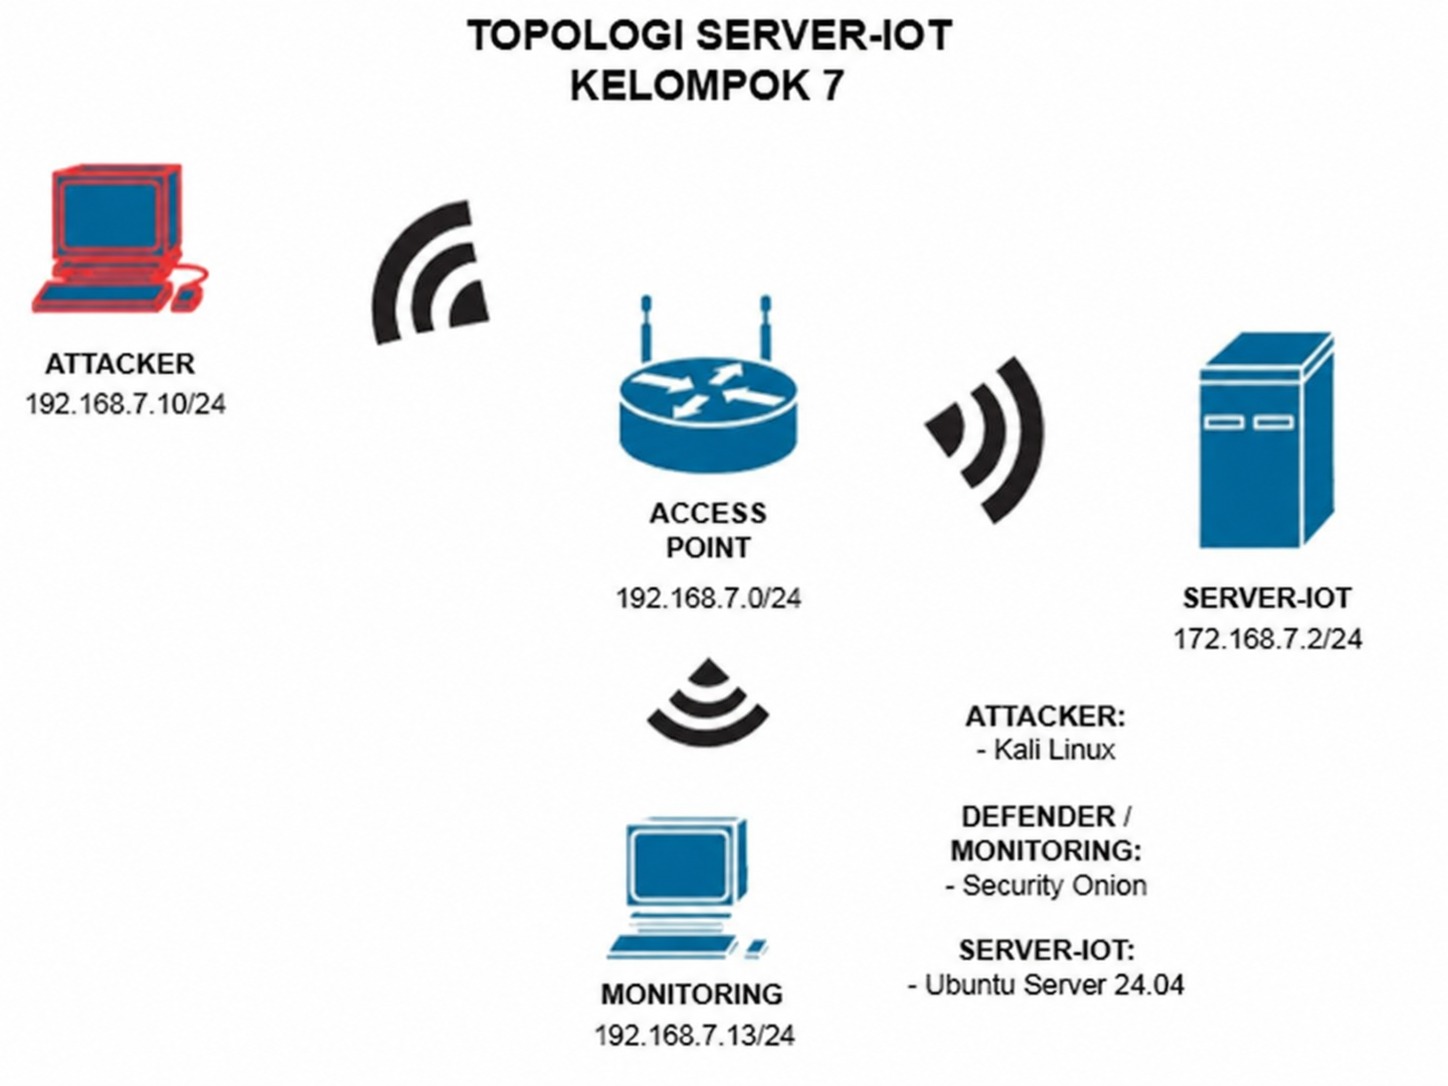 TOPOLOGI SERVER-IOT
KELOMPOK 7
ATTACKER
192.168.7.10/24
ACCESS
POINT
192.168.7.0/24
SERVER-IOT
172.168.7.2/24
MONITORING
192.168.7.13/24
ATTACKER:
- Kali Linux
DEFENDER /
MONITORING:
- Security Onion
SERVER-IOT:
- Ubuntu Server 24.04